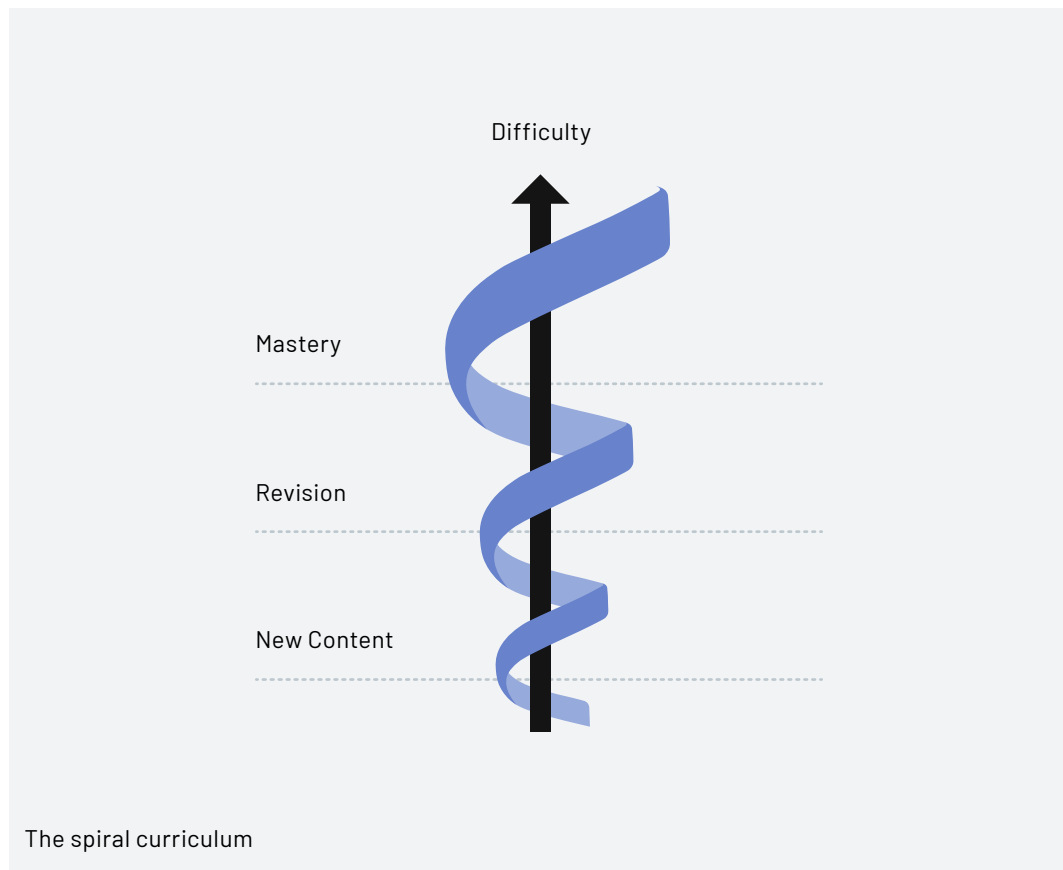 Difficulty
Mastery
Revision
New Content
The spiral curriculum